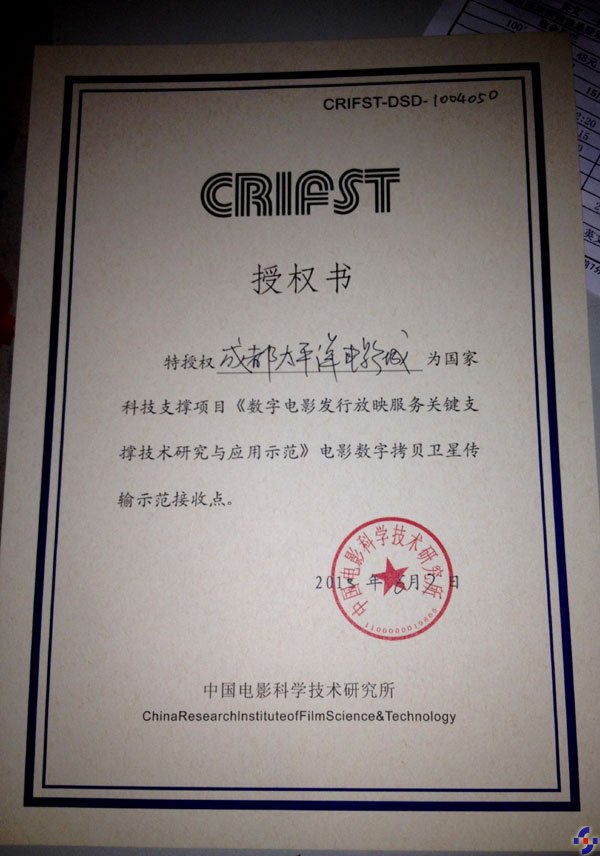 CRIFST-DSD-1004050
CRIFST
授权书
特授权 成都太平洋电影城 为国家
科技支撑项目《数字电影发行放映服务关键支
撑技术研究与应用示范》电影数字拷贝卫星传
输示范接收点。
中国电影科学技术研究所
年 月 日
中国电影科学技术研究所
ChinaResearchInstituteofFilmScience&Technology